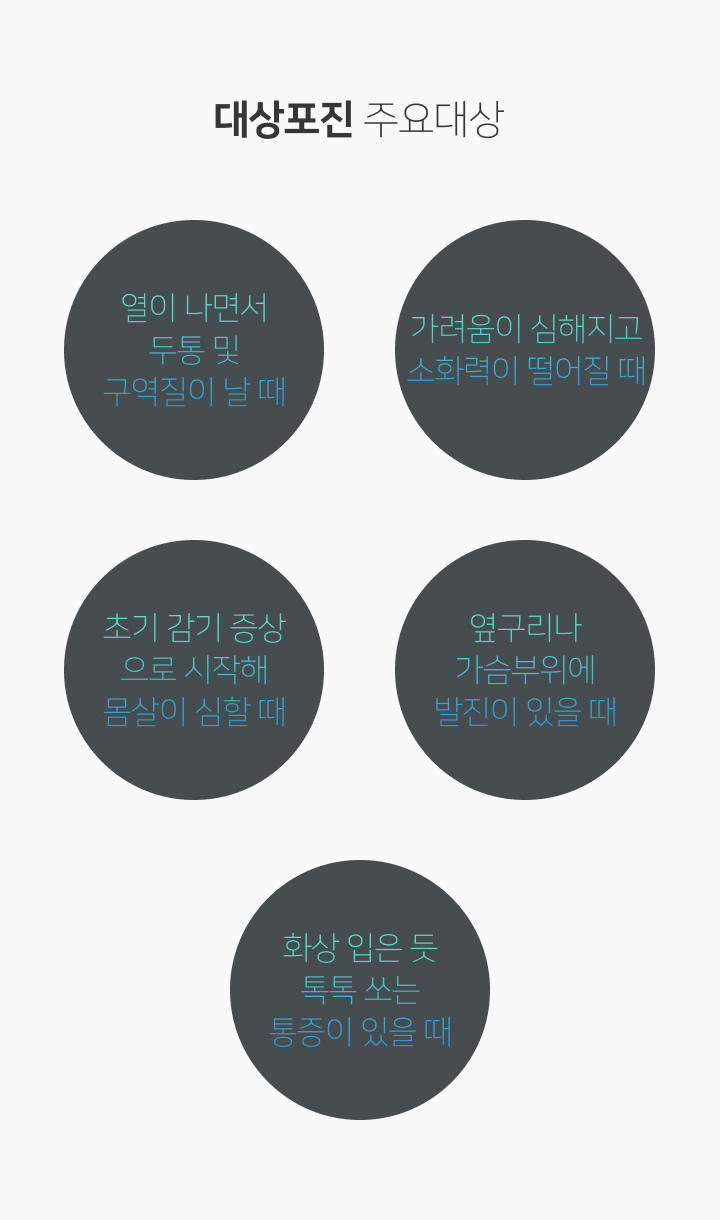 대상포진 주요대상
열이 나면서
두통 및
구역질이 날 때
가려움이 심해지고
소화력이 떨어질 때
초기 감기 증상
으로 시작해
몸살이 심할 때
옆구리나
가슴부위에
발진이 있을 때
화상 입은 듯
톡톡 쏘는
통증이 있을 때